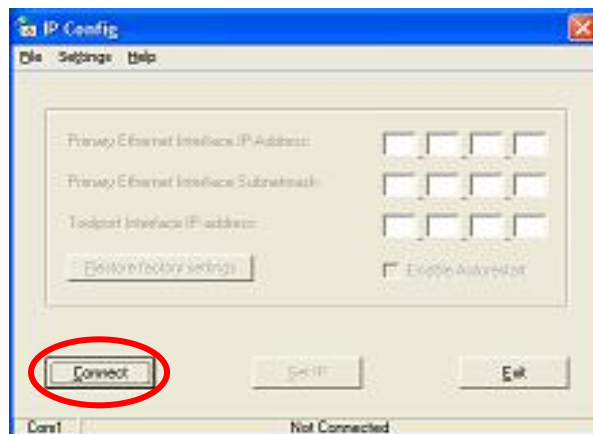 IP Config
File Settings Help
Primary Ethernet Interface IP-Address:
Primary Ethernet Interface Subnetmask:
Toolport Interface IP-address:
Restore factory settings
Enable Autorestart
Connect Set IP Exit
Com1 Not Connected